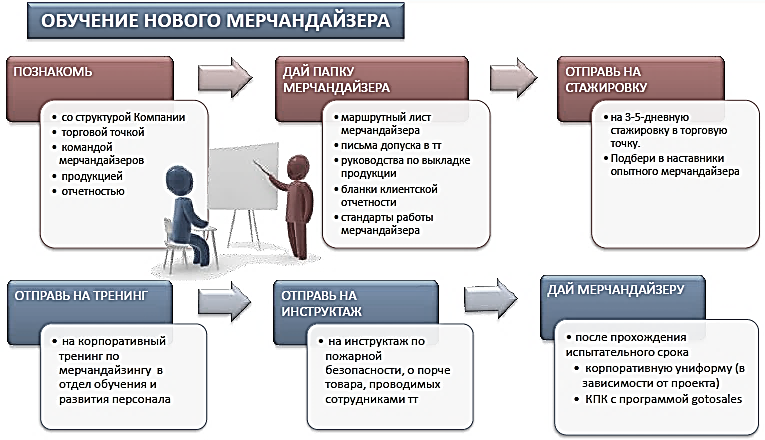 ОБУЧЕНИЕ НОВОГО МЕРЧАНДАЙЗЕРА
ПОЗНАКОМЬ
• со структурой Компании
• торговой точкой
• командой
мерчандайзеров
• продукцией
• отчетностью
ДАЙ ПАПКУ
МЕРЧАНДАЙЗЕРА
• маршрутный лист
мерчандайзера
• письма допуска в тт
• руководства по выкладке
продукции
• бланки клиентской
отчетности
• стандарты работы
мерчандайзера
ОТПРАВЬ НА
СТАЖИРОВКУ
• на 3-5-дневную
стажировку в торговую
точку.
• Подбери в наставники
опытного мерчандайзера
ОТПРАВЬ НА ТРЕНИНГ
• на корпоративный
тренинг по
мерчандайзингу в
отдел обучения и
развития персонала
ОТПРАВЬ НА
ИНСТРУКТАЖ
• на инструктаж по
пожарной
безопасности, о порче
товара, проводимых
сотрудниками тт
ДАЙ МЕРЧАНДАЙЗЕРУ
• после прохождения
испытательного срока
• корпоративную униформу (в
зависимости от проекта)
• КПК с программой gotosales